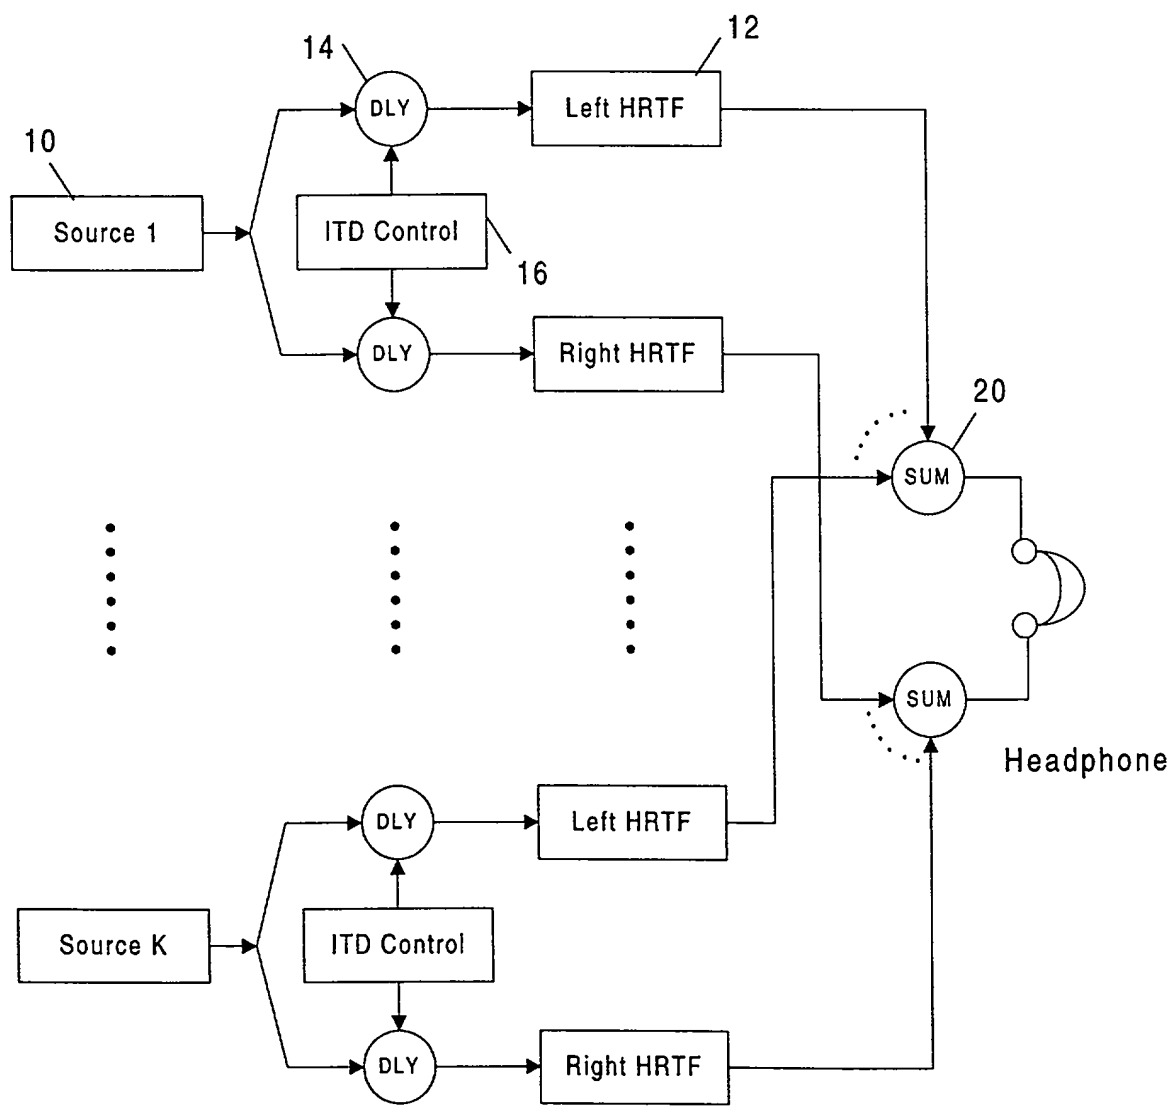 14
12
DLY
Left HRTF
10
Source 1
ITD Control
16
DLY
Right HRTF
20
SUM
SUM
Headphone
DLY
Left HRTF
Source K
ITD Control
DLY
Right HRTF